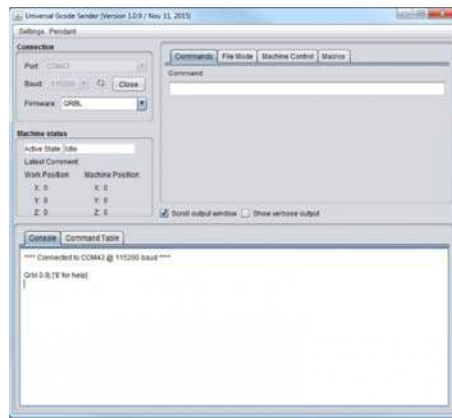 Universal Gcode Sender (Version 1.0.9 / Nov 11, 2015)
Settings Pendant
Connection
Port: COM43
Baud: 115200 Close
Firmware: GRBL
Machine status
Active State: Idle
Latest Comment:
Work Position: Machine Position:
X: 0 X: 0
Y: 0 Y: 0
Z: 0 Z: 0
Commands File Mode Machine Control Macros
Command
Scroll output window Show verbose output
Console Command Table
**** Connected to COM43 @ 115200 baud ****
Grbl 0.9j ['$' for help]